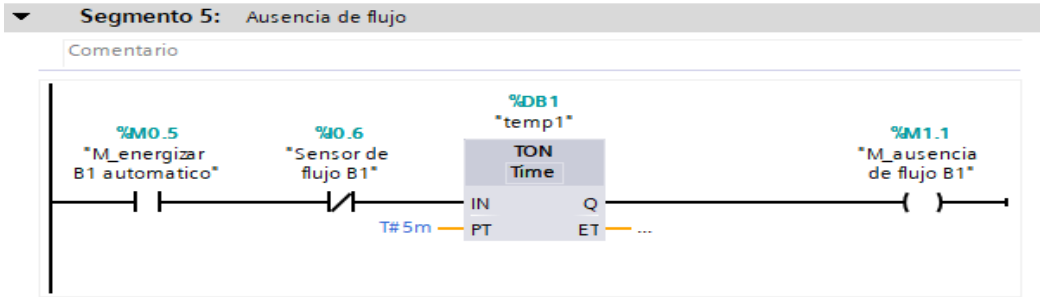 Segmento 5: Ausencia de flujo
Comentario
%DB1
"temp1"
%M0.5
"M_energizar
B1 automatico"
%I0.6
"Sensor de
flujo B1"
TON
Time
%M1.1
"M_ausencia
de flujo B1"
IN
Q
T#5m
PT
ET
...